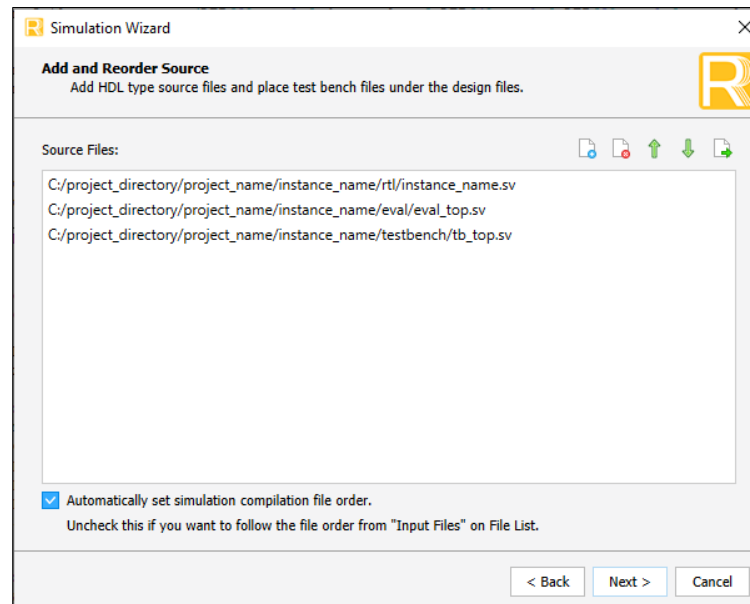 Simulation Wizard
Add and Reorder Source
Add HDL type source files and place test bench files under the design files.
Source Files:
C:/project_directory/project_name/instance_name/rtl/instance_name.sv
C:/project_directory/project_name/instance_name/eval/eval_top.sv
C:/project_directory/project_name/instance_name/testbench/tb_top.sv
Automatically set simulation compilation file order.
Uncheck this if you want to follow the file order from "Input Files" on File List.
< Back Next > Cancel